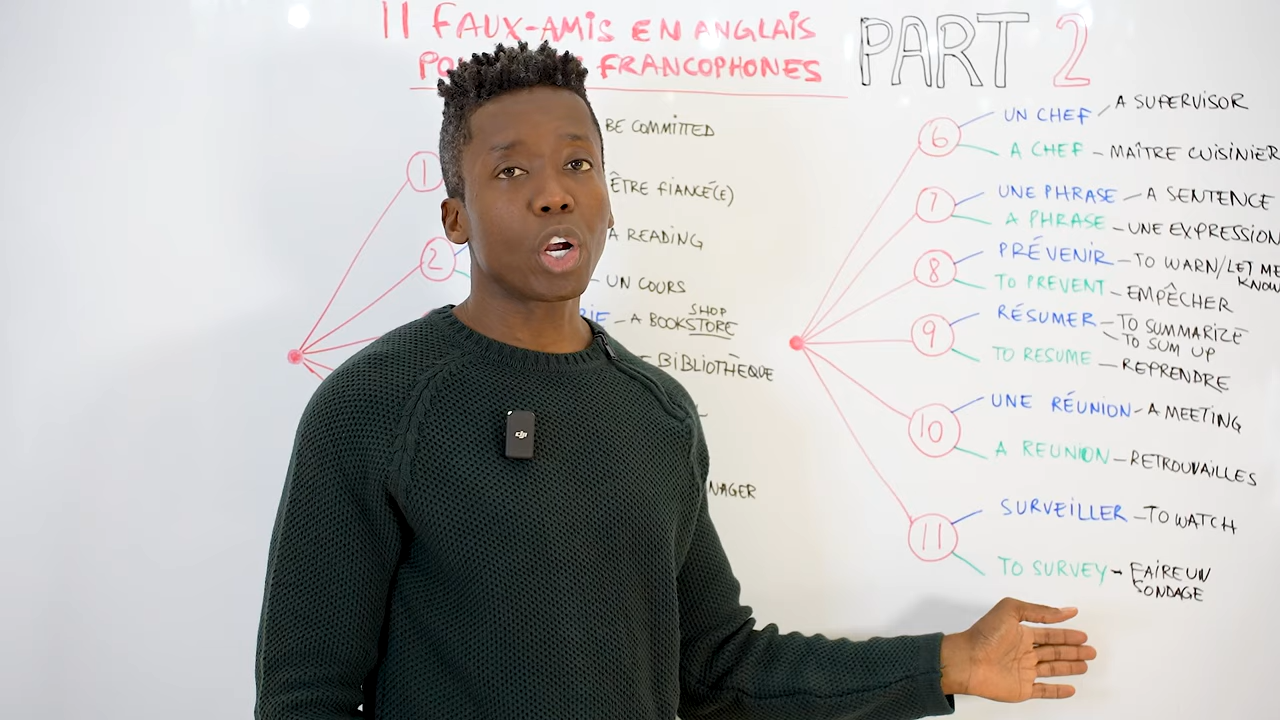 11 FAUX-AMIS EN ANGLAIS
FRANCOPHONES
PART 2
1
BE COMMITTED
ÊTRE FIANCÉ(E)
2
A READING
UN COURS
SHOP
A BOOKSTORE
BIBLIOTHÈQUE
6
UN CHEF
A SUPERVISOR
A CHEF – MAÎTRE CUISINIER
7
UNE PHRASE – A SENTENCE
A PHRASE – UNE EXPRESSION
8
PRÉVENIR – TO WARN/LET ME
KNOW
TO PREVENT – EMPÊCHER
9
RÉSUMER – TO SUMMARIZE
– TO SUM UP
TO RESUME – REPRENDRE
10
UNE RÉUNION – A MEETING
A REUNION – RETROUVAILLES
11
SURVEILLER – TO WATCH
TO SURVEY – FAIRE UN
SONDAGE
dji